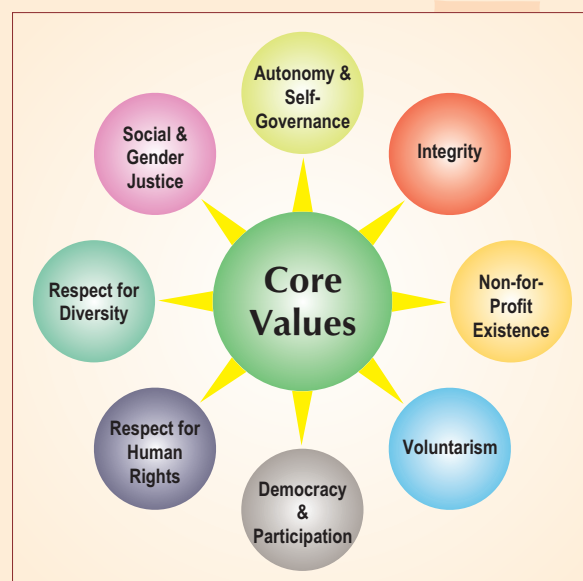 Autonomy &
Self-
Governance
Integrity
Non-for-
Profit
Existence
Voluntarism
Democracy
&
Participation
Respect for
Human
Rights
Respect for
Diversity
Social &
Gender
Justice
Core
Values